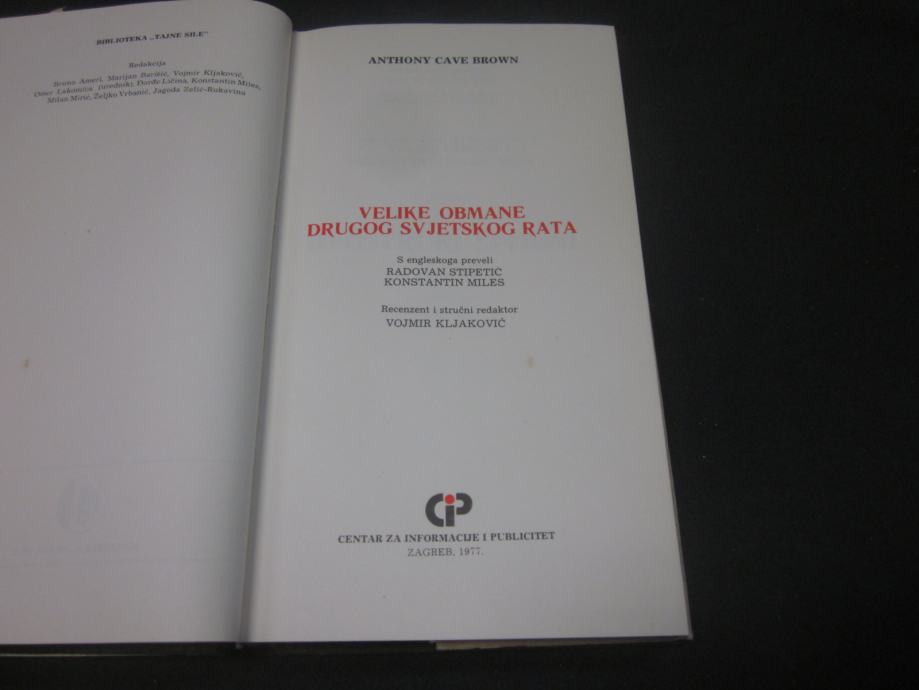 BIBLIOTEKA „TAJNE SILE"
Redakcija
Bruno Ameri, Marijan Barišić, Vojmir Kljaković,
Omer Lakomica (urednik), Đorđe Ličina, Konstantin Miles,
Milan Mirić, Željko Vrbanić, Jagoda Zelić-Rukavina
ANTHONY CAVE BROWN
VELIKE OBMANE
DRUGOG SVJETSKOG RATA
S engleskoga preveli
RADOVAN STIPETIĆ
KONSTANTIN MILES
Recenzent i stručni redaktor
VOJMIR KLJAKOVIĆ
CIP
CENTAR ZA INFORMACIJE I PUBLICITET
ZAGREB, 1977.